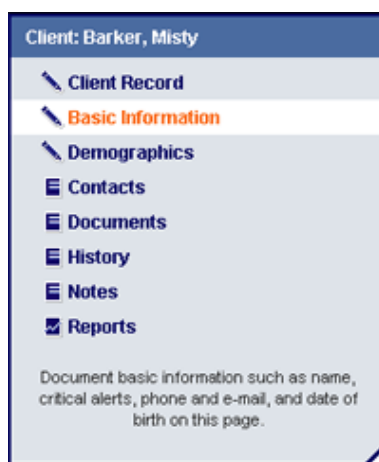 Client: Barker, Misty
Client Record
Basic Information
Demographics
Contacts
Documents
History
Notes
Reports
Document basic information such as name,
critical alerts, phone and e-mail, and date of
birth on this page.